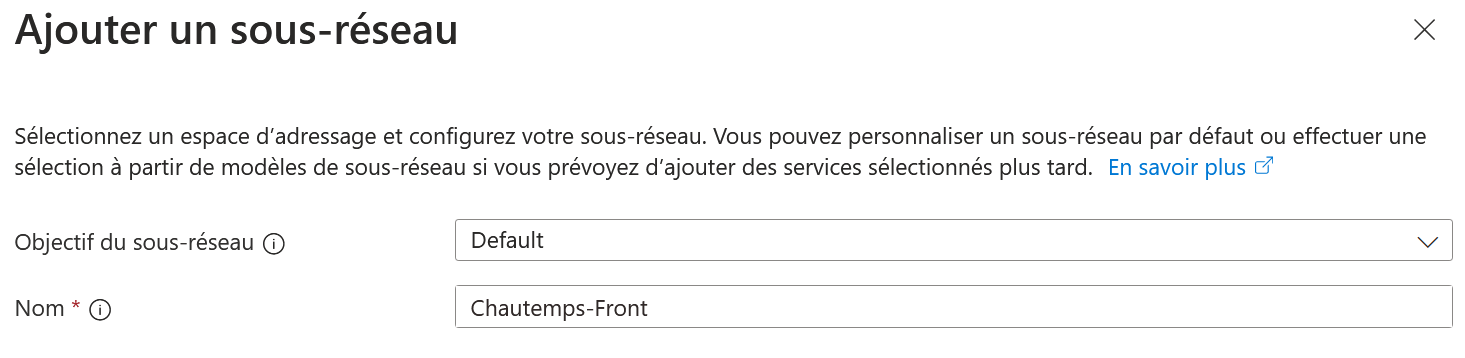 Ajouter un sous-réseau
Sélectionnez un espace d’adressage et configurez votre sous-réseau. Vous pouvez personnaliser un sous-réseau par défaut ou effectuer une
sélection à partir de modèles de sous-réseau si vous prévoyez d’ajouter des services sélectionnés plus tard. En savoir plus
Objectif du sous-réseau Default
Nom * Chautemps-Front